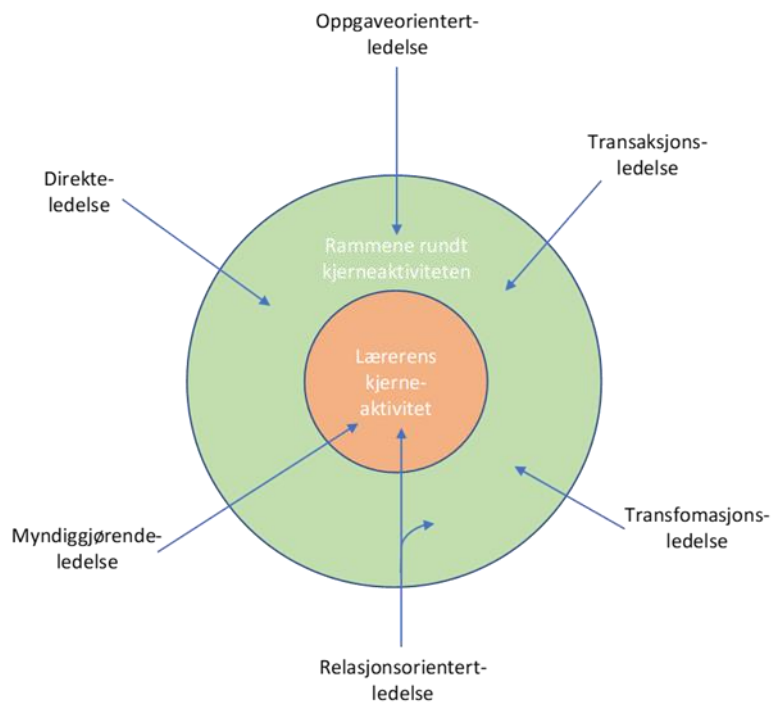 Oppgaveorientert-
ledelse
Transaksjons-
ledelse
Direkte-
ledelse
Rammene rundt
kjerneaktiviteten
Lærerens
kjerne-
aktivitet
Myndiggjørende-
ledelse
Transfomasjons-
ledelse
Relasjonsorientert-
ledelse